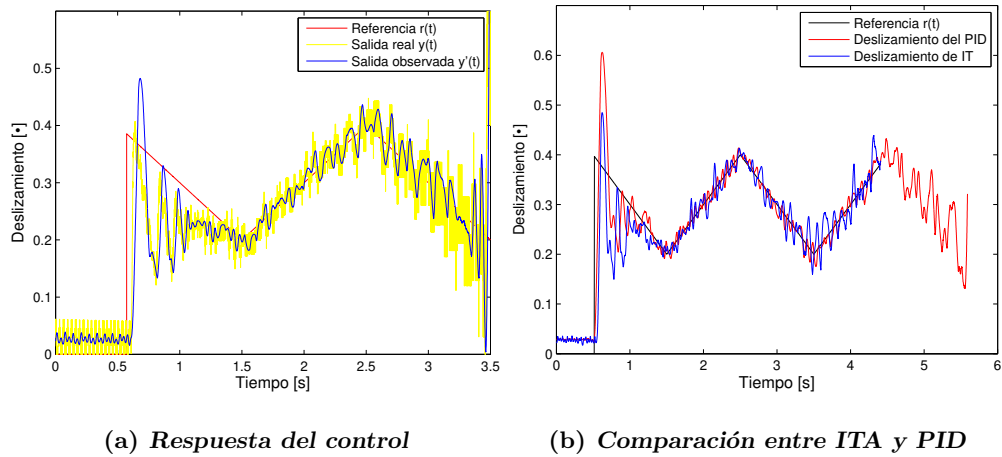 Referencia r(t)
Salida real y(t)
Salida observada y'(t)
0.5
0.4
0.3
0.2
0.1
0
Deslizamiento [•]
0
0.5
1
1.5
2
2.5
3
3.5
Tiempo [s]
(a) Respuesta del control
Referencia r(t)
Deslizamiento del PID
Deslizamiento de IT
0.6
0.5
0.4
0.3
0.2
0.1
0
Deslizamiento [•]
0
1
2
3
4
5
6
Tiempo [s]
(b) Comparación entre ITA y PID